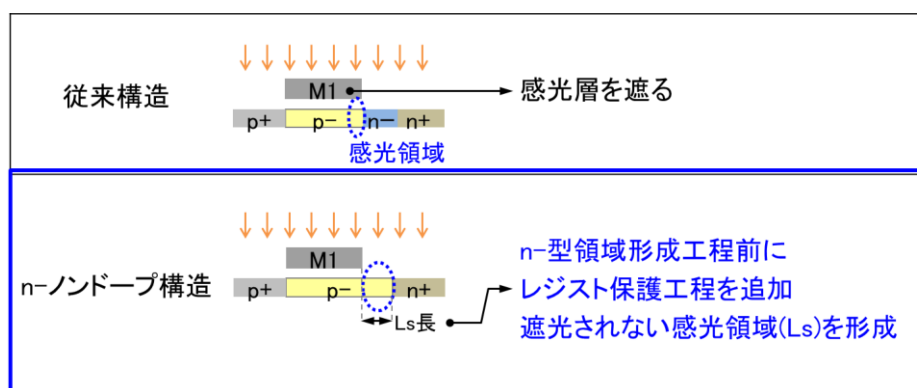 従来構造
M1
感光層を遮る
p+ p- n- n+
感光領域
n-ノンドープ構造
M1
p+ p- n+
Ls長
n-型領域形成工程前に
レジスト保護工程を追加
遮光されない感光領域(Ls)を形成